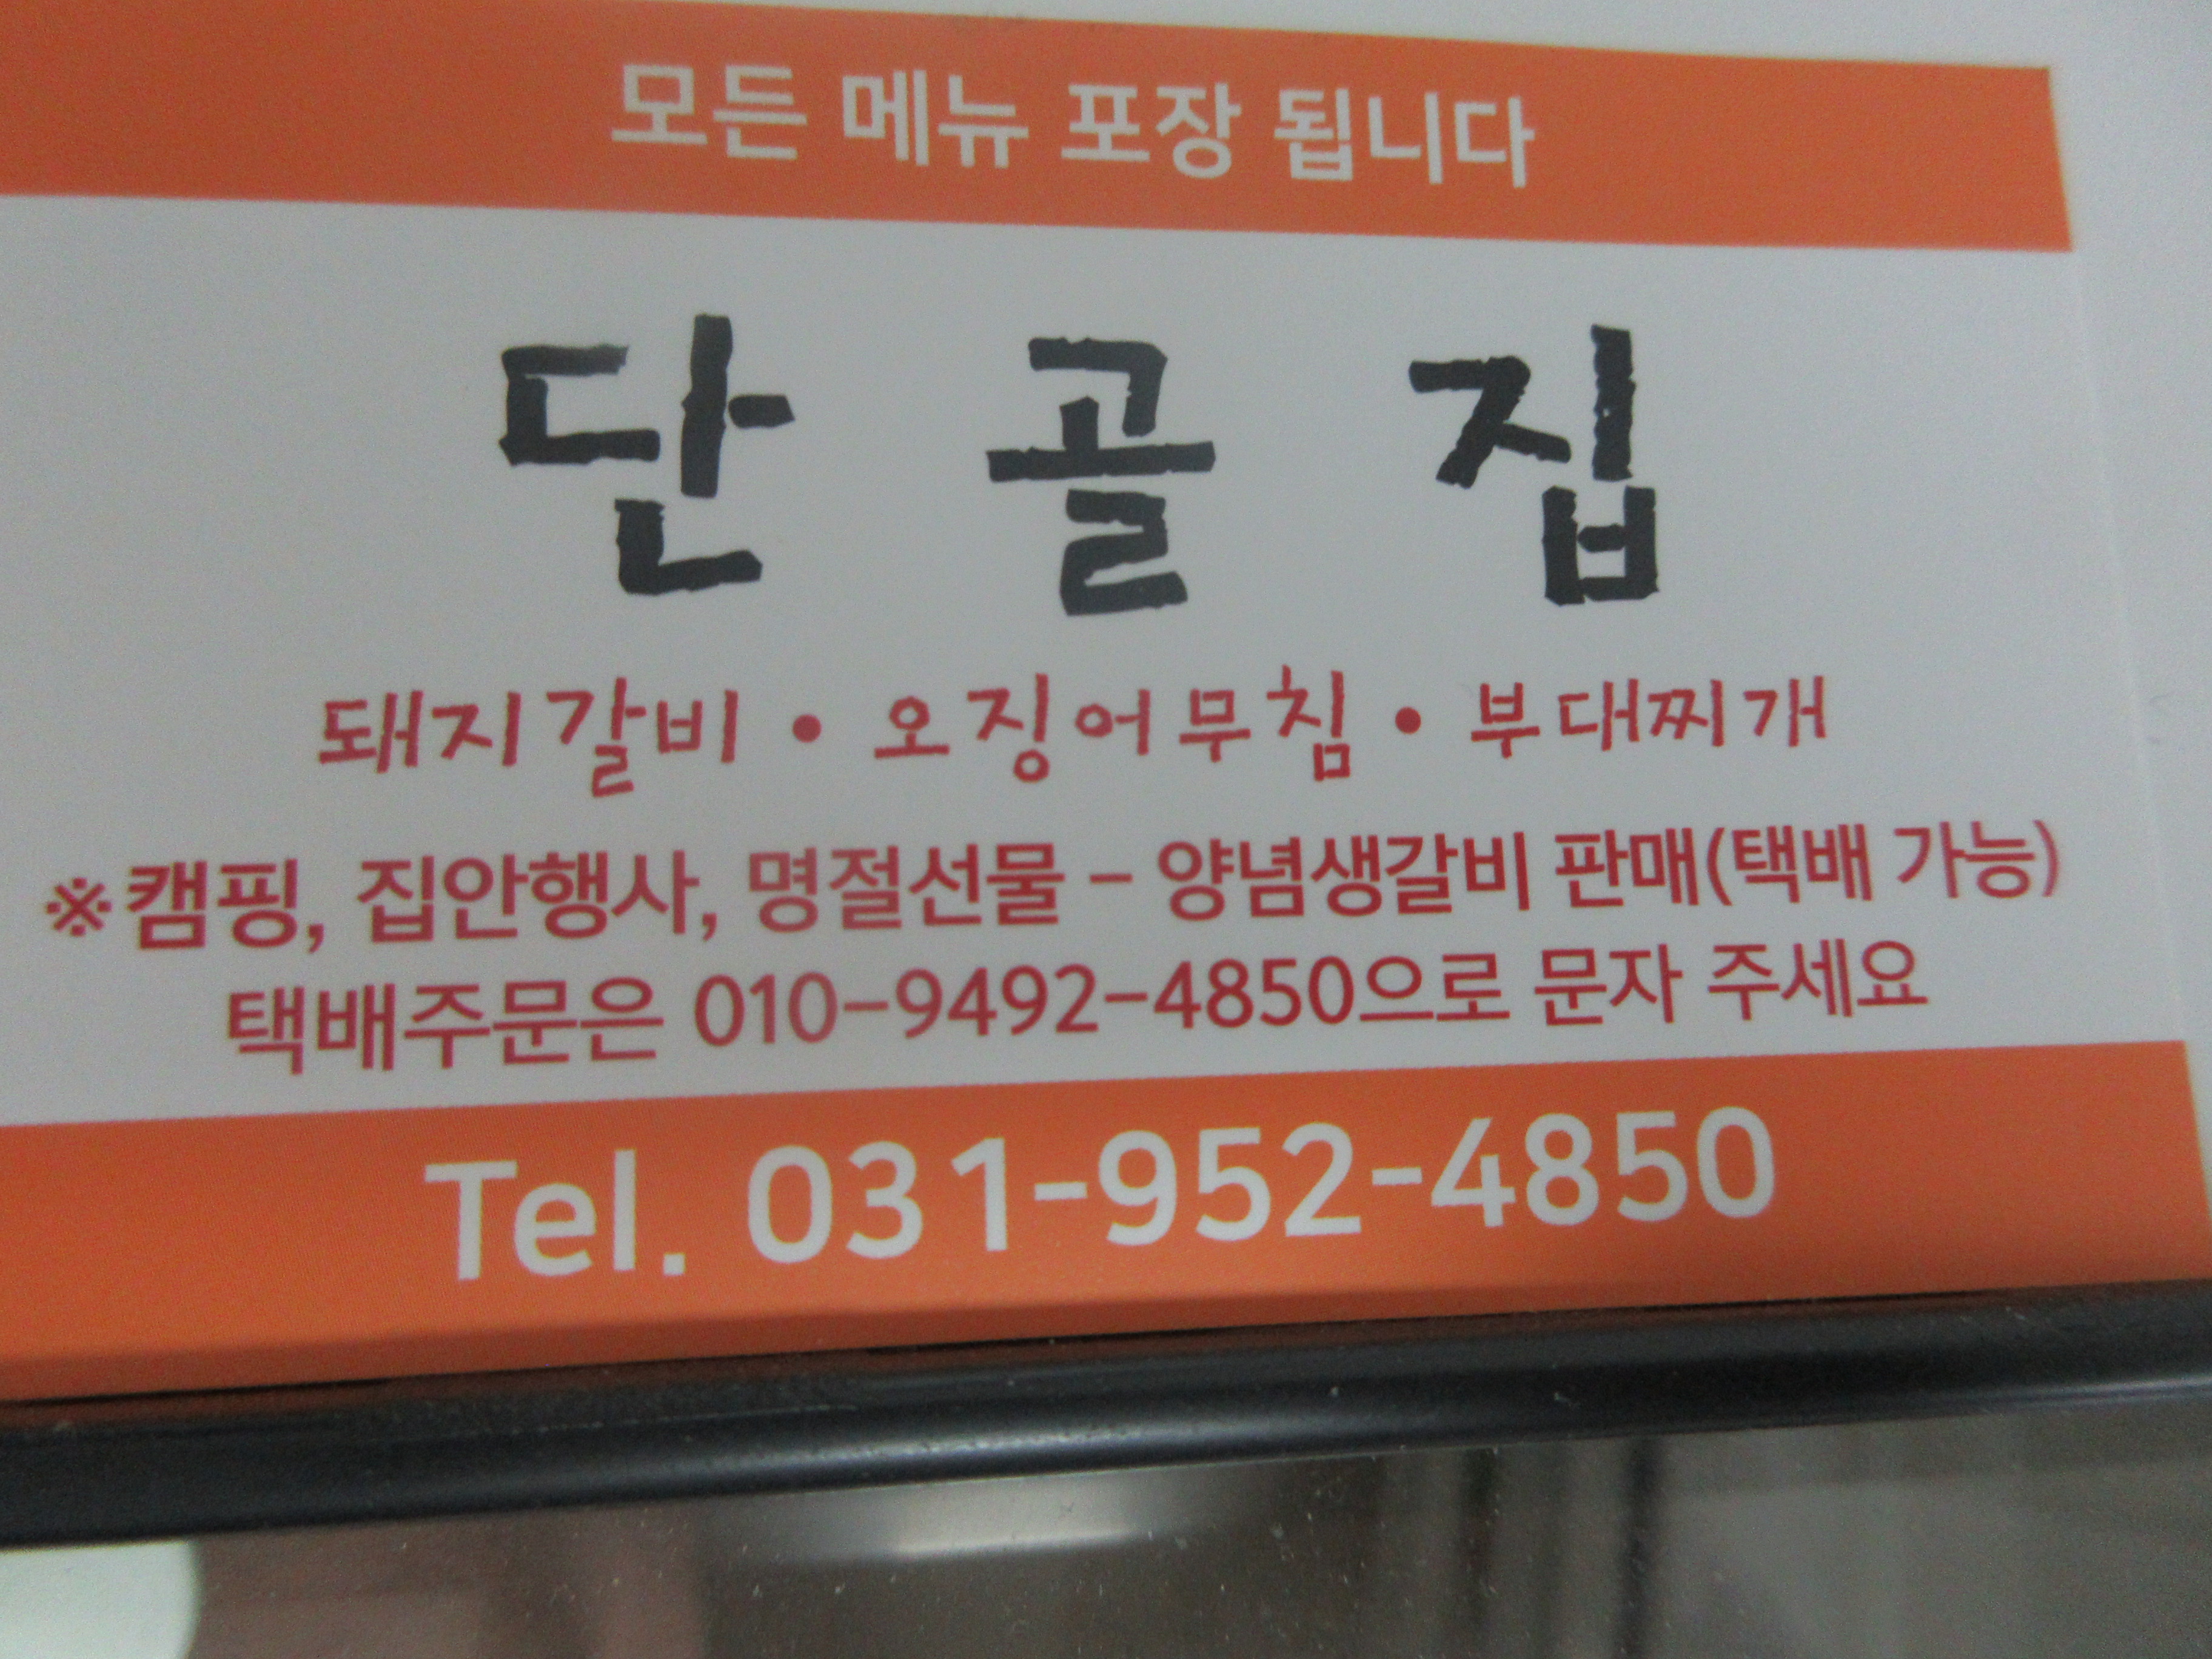 모든 메뉴 포장 됩니다
단 골 집
돼지갈비 • 오징어무침 • 부대찌개
※캠핑, 집안행사, 명절선물 - 양념생갈비 판매(택배 가능)
택배주문은 010-9492-4850으로 문자 주세요
Tel. 031-952-4850